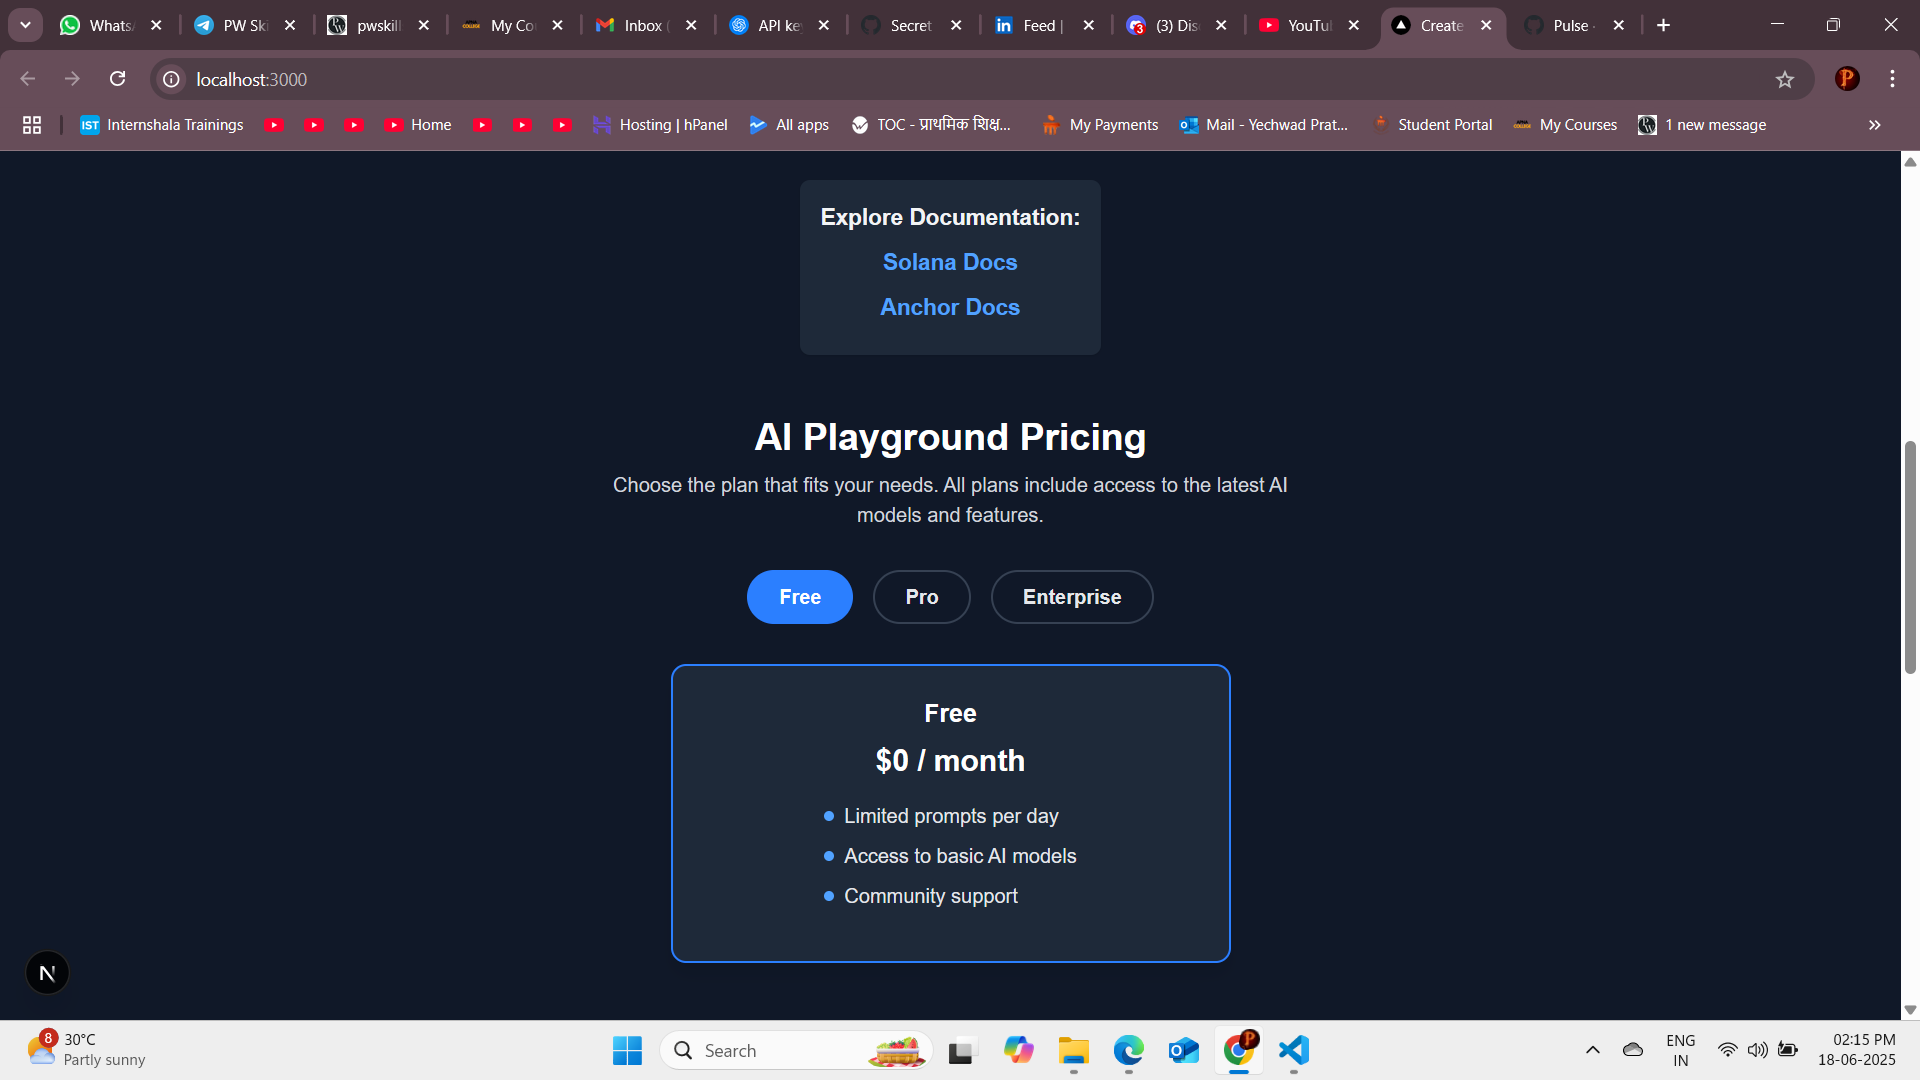 Whats
PW Ski
pwskill
My Co
Inbox (
API ke
Secret
Feed |
(3) Dis
YouTu
Create
Pulse
localhost:3000
IST Internshala Trainings
Home
Hosting | hPanel
All apps
TOC - प्राथमिक शिक्ष...
My Payments
Mail - Yechwad Prat...
Student Portal
My Courses
1 new message
Explore Documentation:
Solana Docs
Anchor Docs
AI Playground Pricing
Choose the plan that fits your needs. All plans include access to the latest AI
models and features.
Free
Pro
Enterprise
Free
$0 / month
Limited prompts per day
Access to basic AI models
Community support
N
8
30°C
Partly sunny
Search
ENG
IN
02:15 PM
18-06-2025